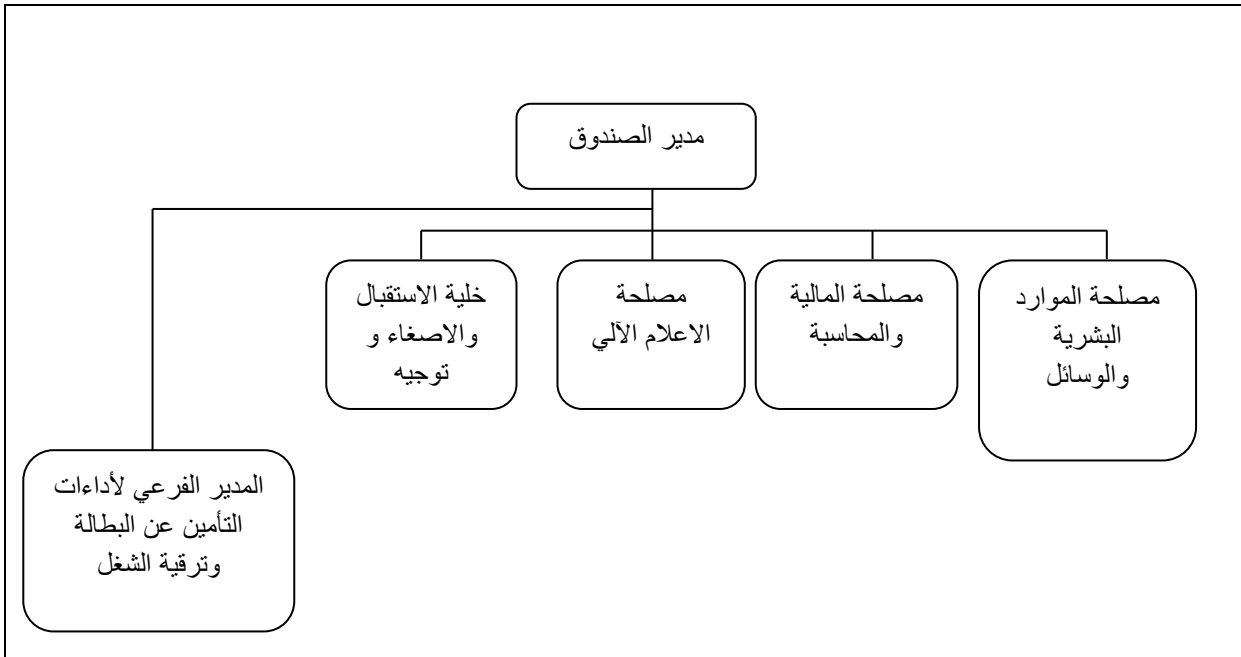 مدير الصندوق
مصلحة الموارد
البشرية
والوسائل
مصلحة المالية
والمحاسبة
مصلحة
الاعلام الآلي
خلية الاستقبال
والاصغاء و
توجيه
المدير الفرعي لأداءات
التأمين عن البطالة
وترقية الشغل